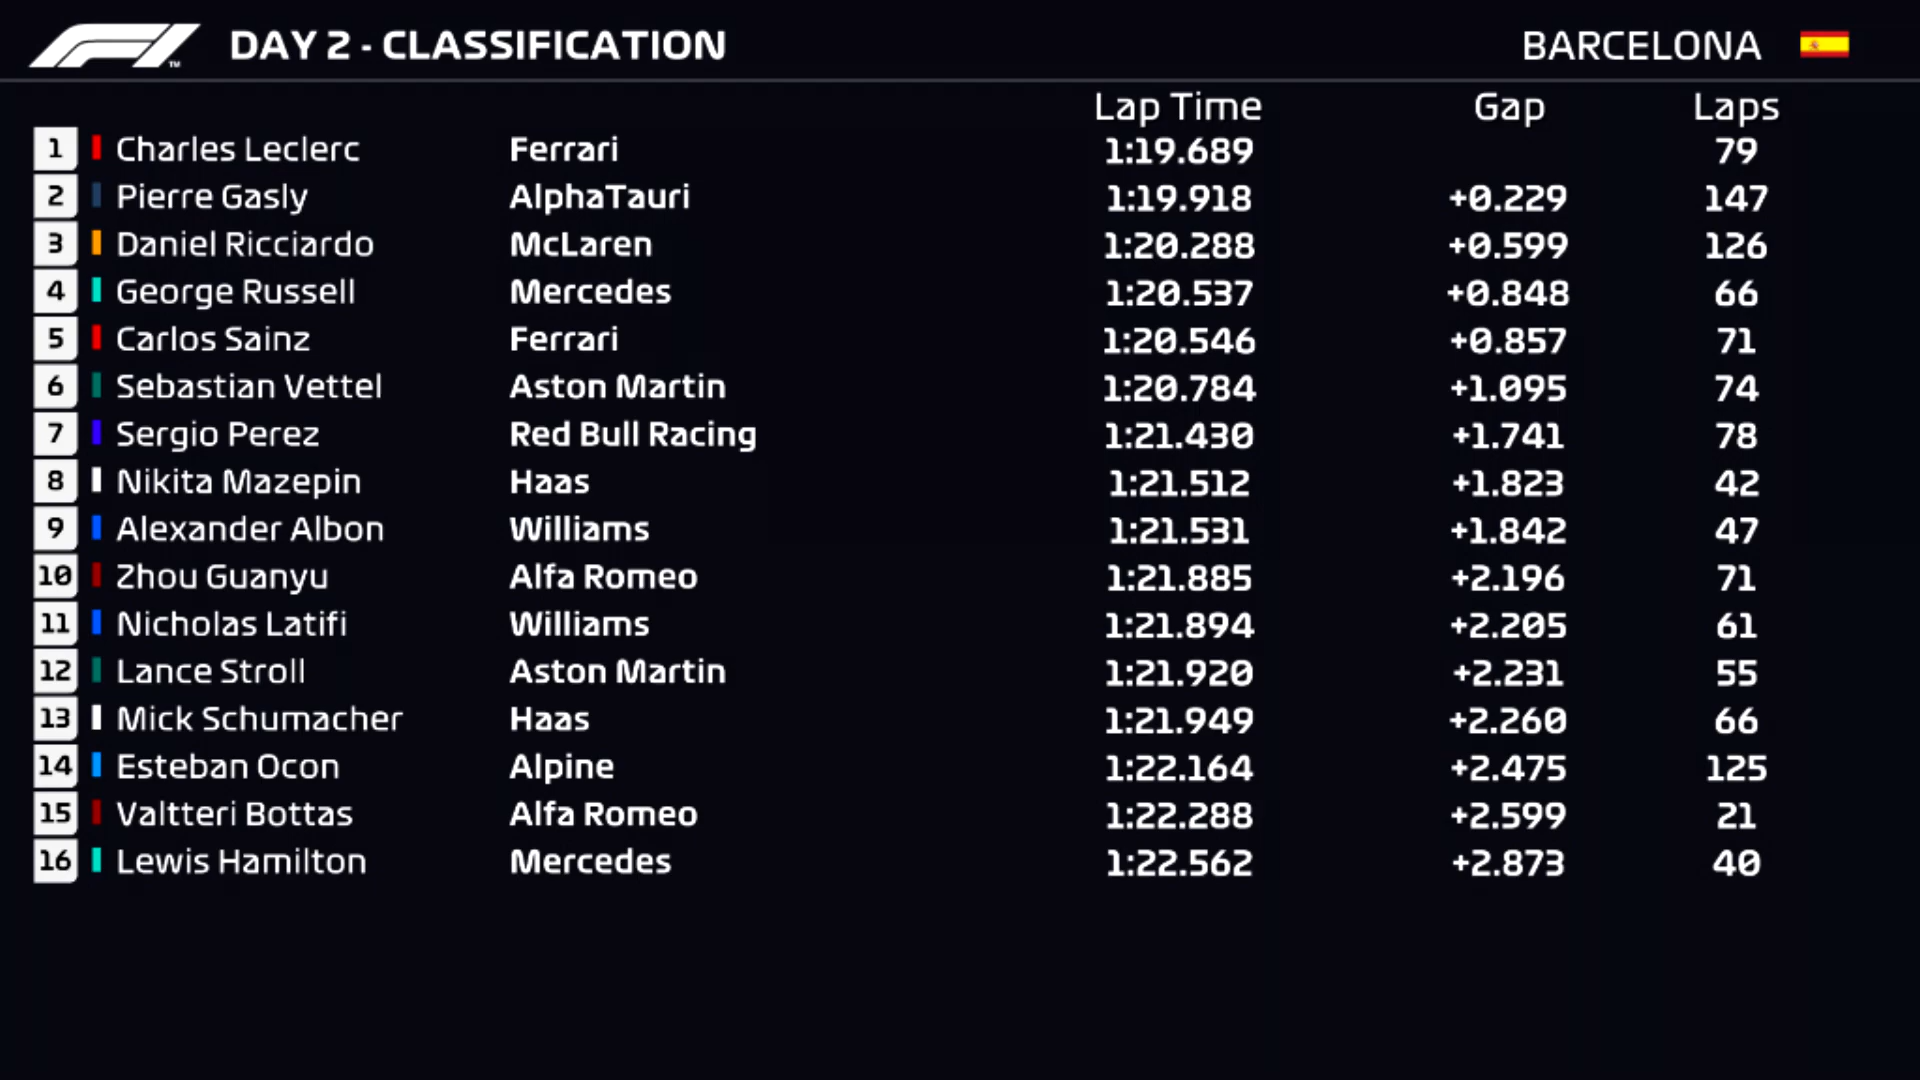 F1 DAY 2 - CLASSIFICATION BARCELONA
Lap Time Gap Laps
1 Charles Leclerc Ferrari 1:19.689 79
2 Pierre Gasly AlphaTauri 1:19.918 +0.229 147
3 Daniel Ricciardo McLaren 1:20.288 +0.599 126
4 George Russell Mercedes 1:20.537 +0.848 66
5 Carlos Sainz Ferrari 1:20.546 +0.857 71
6 Sebastian Vettel Aston Martin 1:20.784 +1.095 74
7 Sergio Perez Red Bull Racing 1:21.430 +1.741 78
8 Nikita Mazepin Haas 1:21.512 +1.823 42
9 Alexander Albon Williams 1:21.531 +1.842 47
10 Zhou Guanyu Alfa Romeo 1:21.885 +2.196 71
11 Nicholas Latifi Williams 1:21.894 +2.205 61
12 Lance Stroll Aston Martin 1:21.920 +2.231 55
13 Mick Schumacher Haas 1:21.949 +2.260 66
14 Esteban Ocon Alpine 1:22.164 +2.475 125
15 Valtteri Bottas Alfa Romeo 1:22.288 +2.599 21
16 Lewis Hamilton Mercedes 1:22.562 +2.873 40